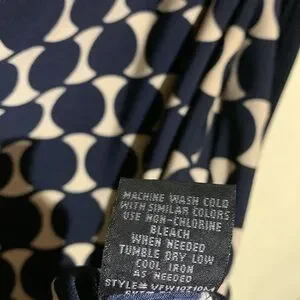 MACHINE WASH COLD
WITH SIMILAR COLORS
USE NON-CHLORINE
BLEACH
WHEN NEEDED
TUMBLE DRY LOW
COOL IRON
AS NEEDED
STYLE#